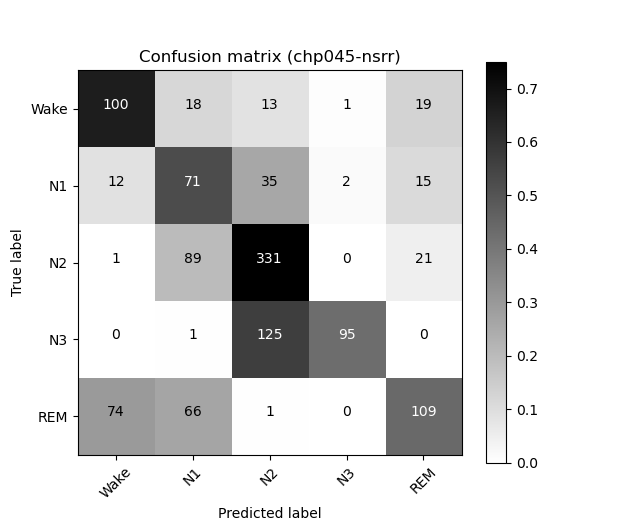 Confusion matrix (chp045-nsrr)
True label
Wake 100 18 13 1 19
N1 12 71 35 2 15
N2 1 89 331 0 21
N3 0 1 125 95 0
REM 74 66 1 0 109
Wake N1 N2 N3 REM
Predicted label
0.7
0.6
0.5
0.4
0.3
0.2
0.1
0.0